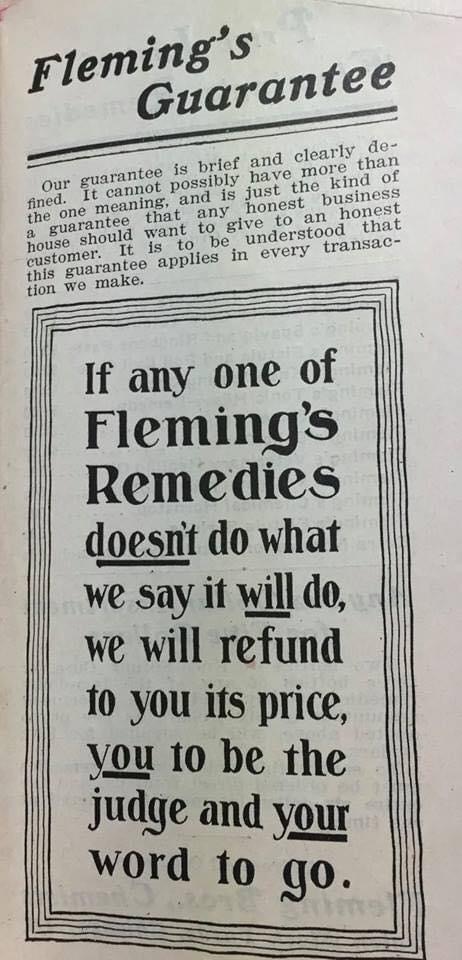 Fleming's
Guarantee
Our guarantee is brief and clearly de-
fined. It cannot possibly have more than
the one meaning, and is just the kind of
a guarantee that any honest business
house should want to give to an honest
customer. It is to be understood that
this guarantee applies in every transac-
tion we make.
If any one of
Fleming's
Remedies
doesn't do what
we say it will do,
we will refund
to you its price,
you to be the
judge and your
word to go.